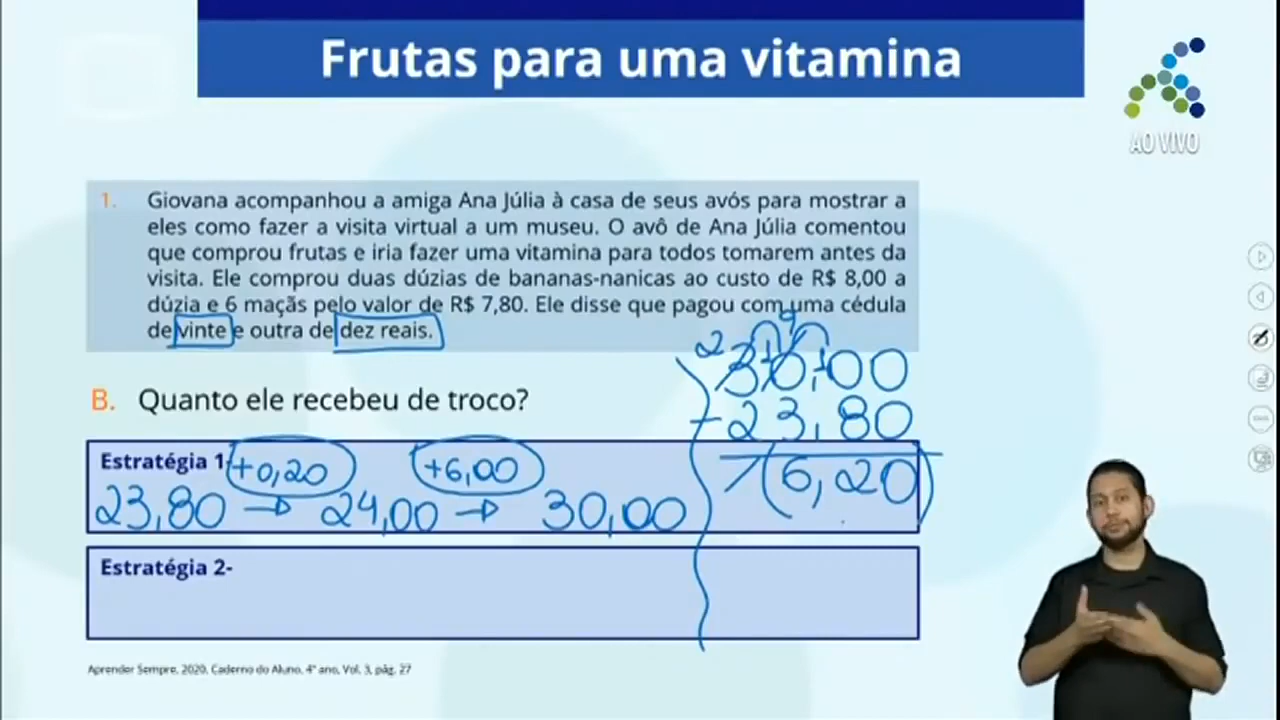 Frutas para uma vitamina
AO VIVO
1. Giovana acompanhou a amiga Ana Júlia à casa de seus avós para mostrar a
eles como fazer a visita virtual a um museu. O avô de Ana Júlia comentou
que comprou frutas e iria fazer uma vitamina para todos tomarem antes da
visita. Ele comprou duas dúzias de bananas-nanicas ao custo de R$ 8,00 a
dúzia e 6 maçãs pelo valor de R$ 7,80. Ele disse que pagou com uma cédula
de vinte e outra de dez reais.
2 9
30,00
B. Quanto ele recebeu de troco?
- 23,80
Estratégia 1- +0,20 +6,00
6,20
23,80 → 24,00 → 30,00
Estratégia 2-
Aprender Sempre, 2020, Caderno do Aluno, 4° ano, Vol. 3, pág. 27